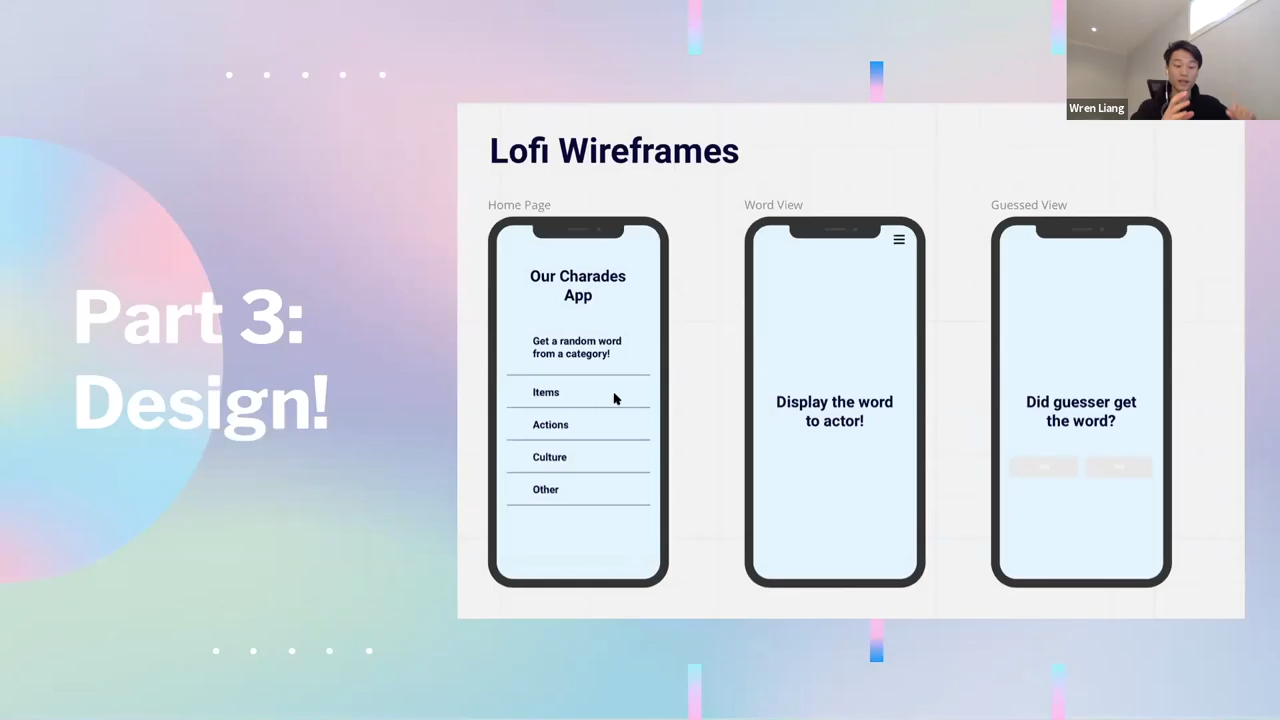 Wren Liang
Part 3:
Design!
Lofi Wireframes
Home Page
Our Charades
App
Get a random word
from a category!
Items
Actions
Culture
Other
Word View
Display the word
to actor!
Guessed View
Did guesser get
the word?